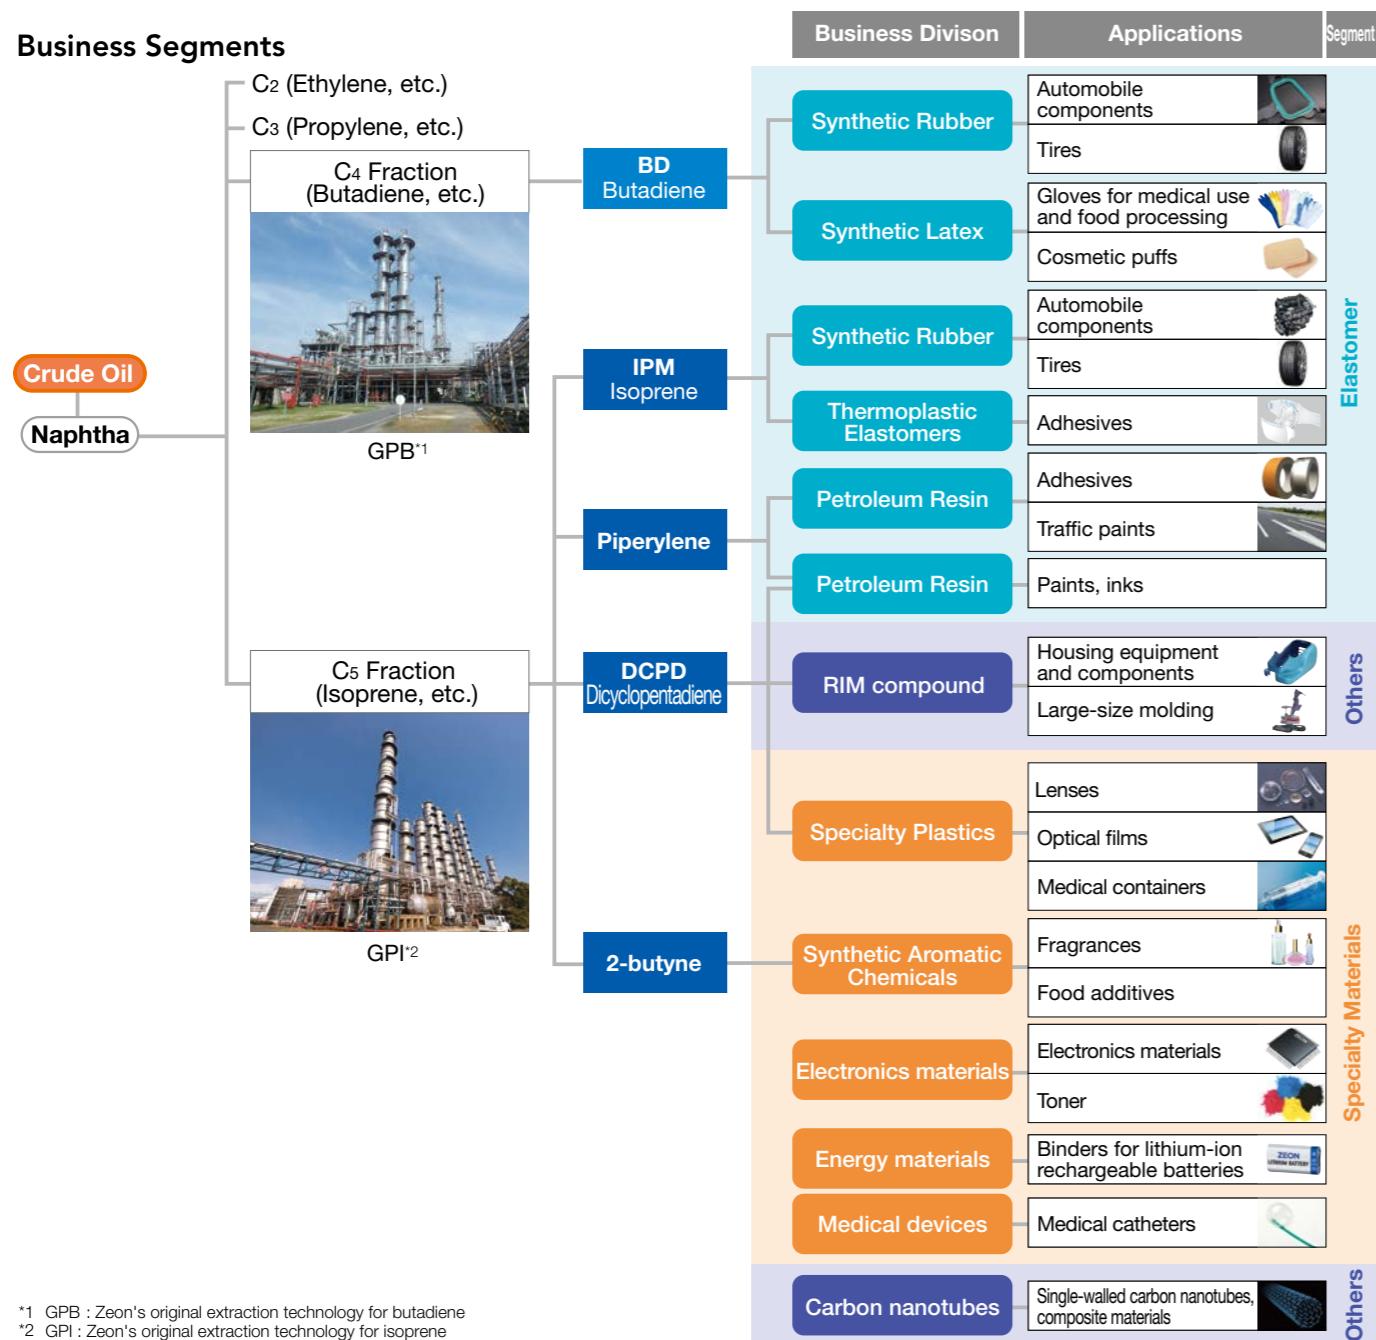 Business Segments
Business Divison
Applications
Segment
C2 (Ethylene, etc.)
C3 (Propylene, etc.)
C4 Fraction
(Butadiene, etc.)
GPB*1
Crude Oil
Naphtha
C5 Fraction
(Isoprene, etc.)
GPI*2
BD
Butadiene
IPM
Isoprene
Piperylene
DCPD
Dicyclopentadiene
2-butyne
Synthetic Rubber
Automobile
components
Tires
Synthetic Latex
Gloves for medical use
and food processing
Cosmetic puffs
Synthetic Rubber
Automobile
components
Tires
Thermoplastic
Elastomers
Adhesives
Petroleum Resin
Adhesives
Traffic paints
Petroleum Resin
Paints, inks
Elastomer
RIM compound
Housing equipment
and components
Large-size molding
Others
Specialty Plastics
Lenses
Optical films
Medical containers
Synthetic Aromatic
Chemicals
Fragrances
Food additives
Electronics materials
Electronics materials
Toner
Energy materials
Binders for lithium-ion
rechargeable batteries
ZEON
LITHIUM BATTERY
Medical devices
Medical catheters
Specialty Materials
Carbon nanotubes
Single-walled carbon nanotubes,
composite materials
Others
*1 GPB : Zeon's original extraction technology for butadiene
*2 GPI : Zeon's original extraction technology for isoprene